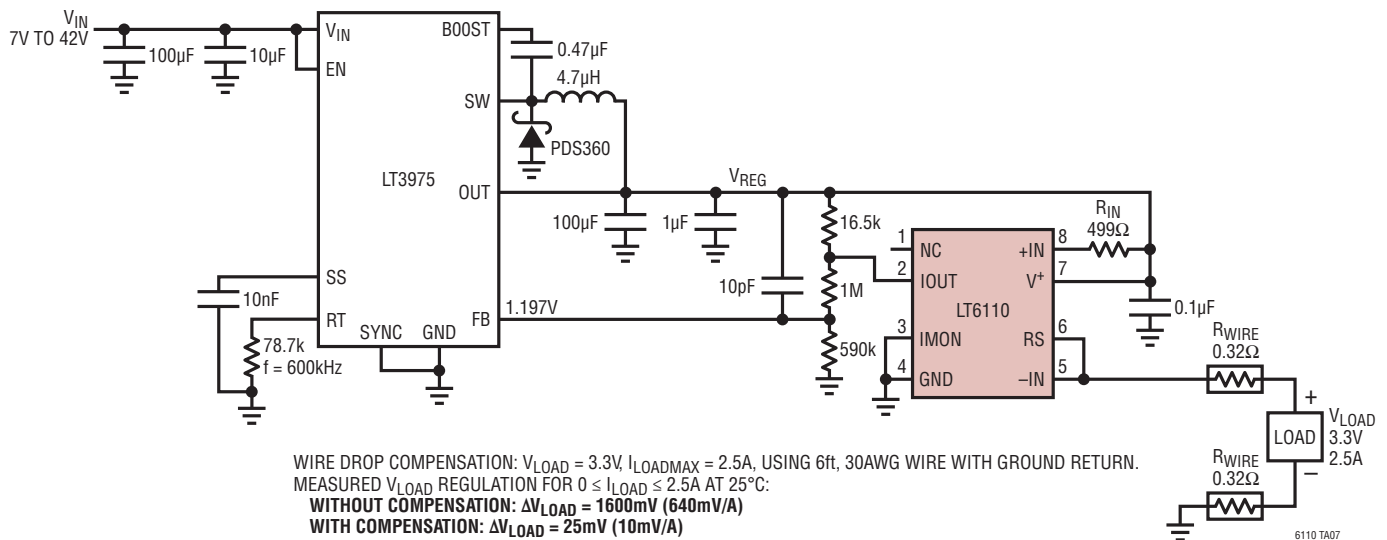 VIN
7V TO 42V
100µF
10µF
VIN
EN
BOOST
0.47µF
4.7µH
SW
PDS360
LT3975
OUT
VREG
100µF
1µF
10pF
16.5k
1M
590k
SS
10nF
RT
78.7k
f = 600kHz
SYNC
GND
FB
1.197V
1
NC
2
IOUT
LT6110
3
IMON
4
GND
+IN
8
V+
7
RS
6
–IN
5
RIN
499Ω
0.1µF
RWIRE
0.32Ω
+
LOAD
VLOAD
3.3V
2.5A
–
RWIRE
0.32Ω
WIRE DROP COMPENSATION: VLOAD = 3.3V, ILOADMAX = 2.5A, USING 6ft, 30AWG WIRE WITH GROUND RETURN.
MEASURED VLOAD REGULATION FOR 0 ≤ ILOAD ≤ 2.5A AT 25°C:
WITHOUT COMPENSATION: ΔVLOAD = 1600mV (640mV/A)
WITH COMPENSATION: ΔVLOAD = 25mV (10mV/A)
6110 TA07